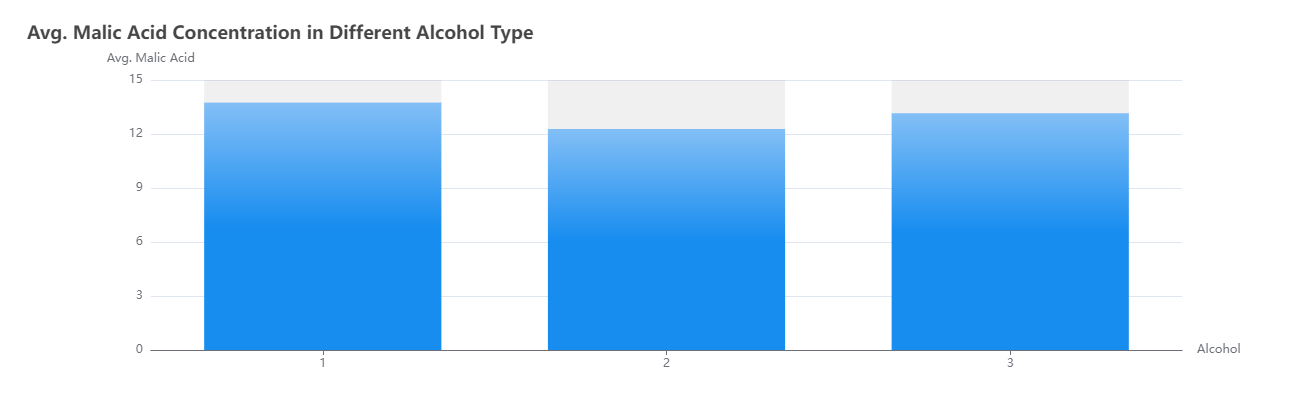 Avg. Malic Acid Concentration in Different Alcohol Type
Avg. Malic Acid
15
12
9
6
3
0
1 2 3
Alcohol